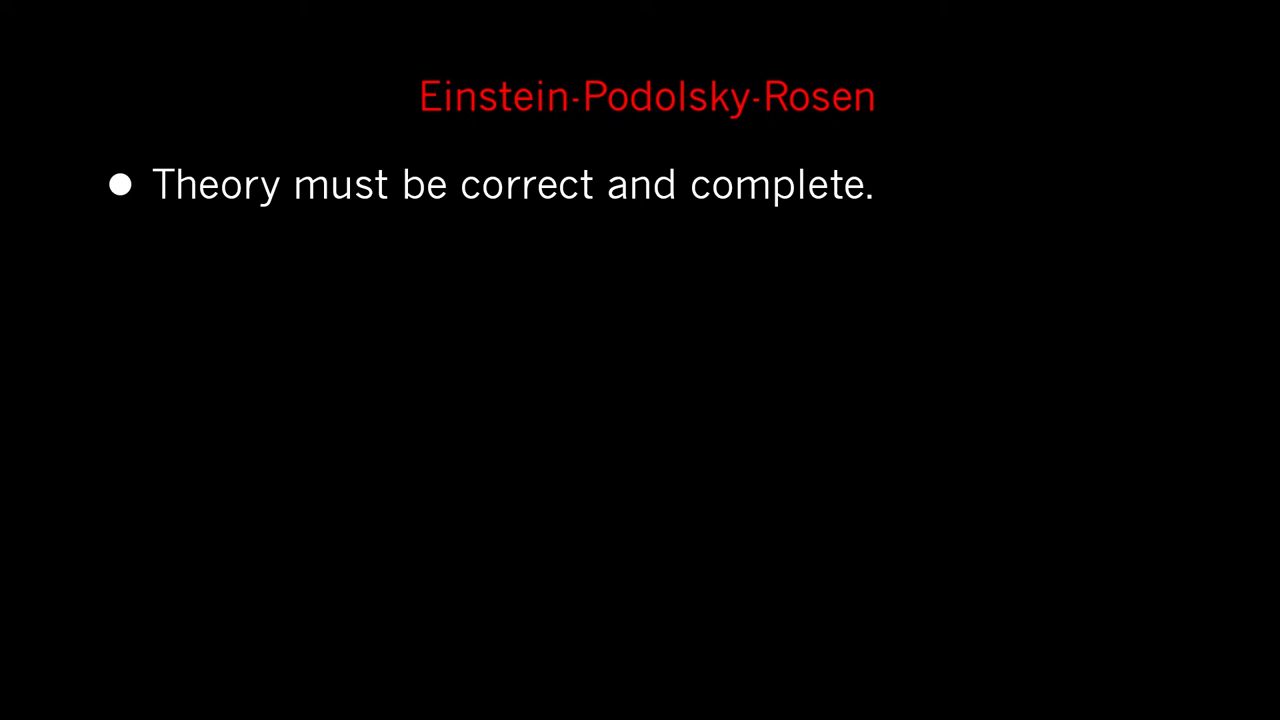 Einstein-Podolsky-Rosen
● Theory must be correct and complete.